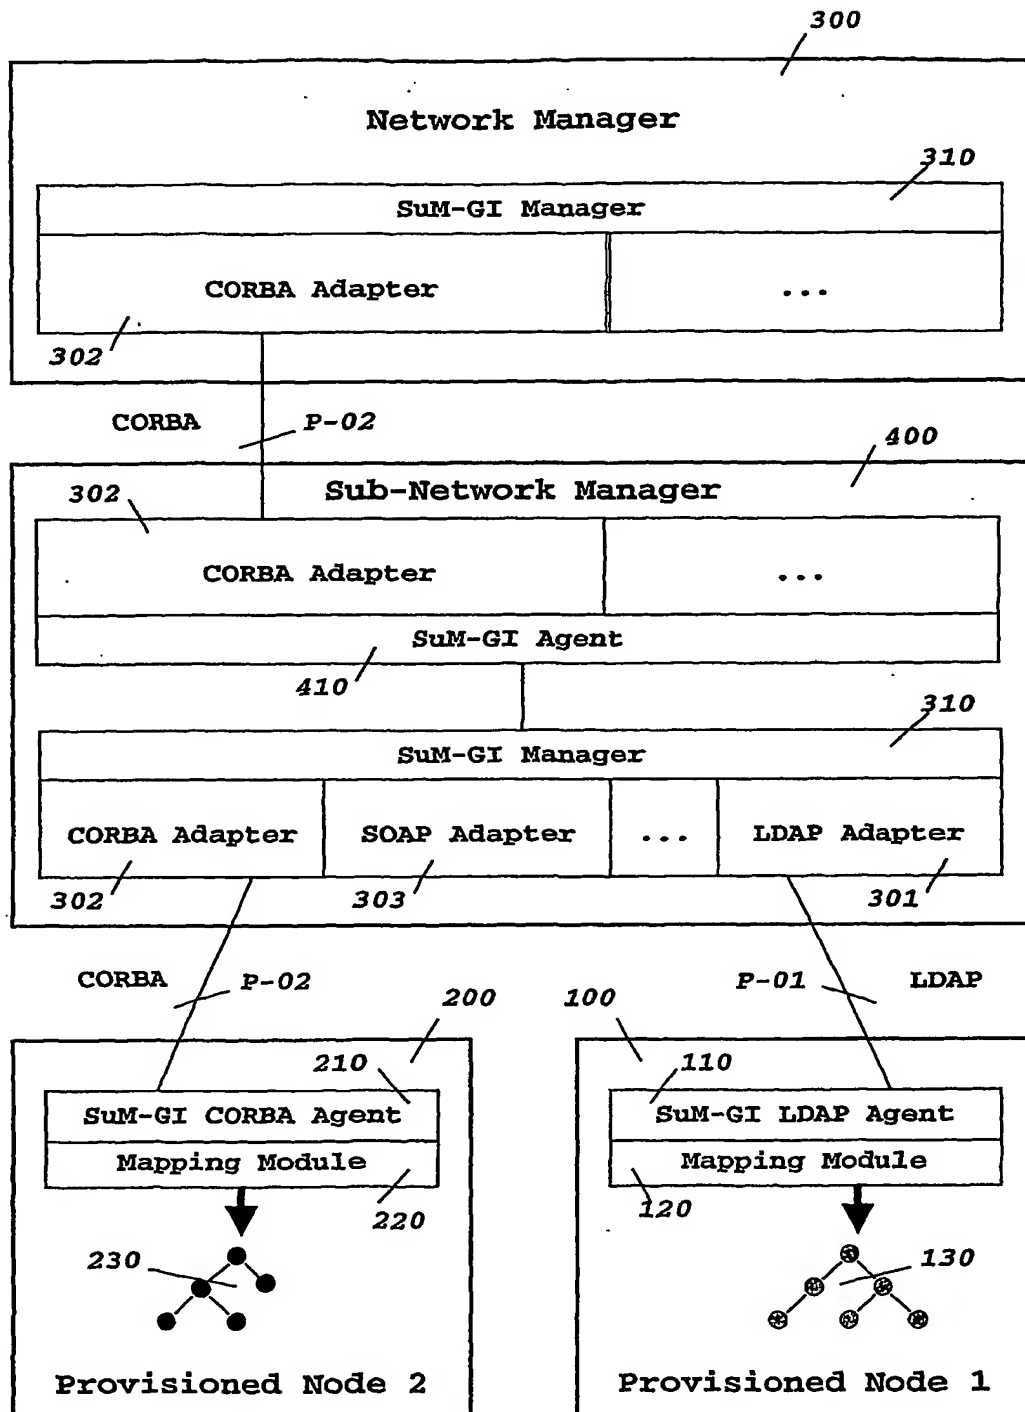 300
Network Manager
310
SuM-GI Manager
CORBA Adapter ...
302
CORBA P-02
400
302 Sub-Network Manager
CORBA Adapter ...
SuM-GI Agent
410
310
SuM-GI Manager
CORBA Adapter SOAP Adapter ... LDAP Adapter
302 303 301
CORBA P-02 P-01 LDAP
200 100
210 110
SuM-GI CORBA Agent SuM-GI LDAP Agent
Mapping Module Mapping Module
220 120
230 130
Provisioned Node 2 Provisioned Node 1